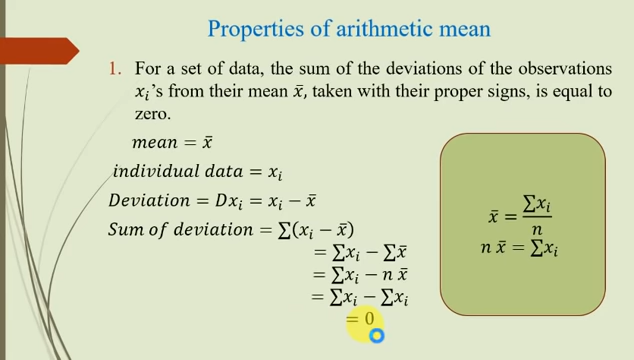 Properties of arithmetic mean
1. For a set of data, the sum of the deviations of the observations
xᵢ's from their mean x̄, taken with their proper signs, is equal to
zero.
mean = x̄
individual data = xᵢ
Deviation = Dxᵢ = xᵢ − x̄
Sum of deviation = ∑(xᵢ − x̄)
= ∑xᵢ − ∑x̄
= ∑xᵢ − n x̄
= ∑xᵢ − ∑xᵢ
= 0
x̄ = ∑xᵢ / n
n x̄ = ∑xᵢ